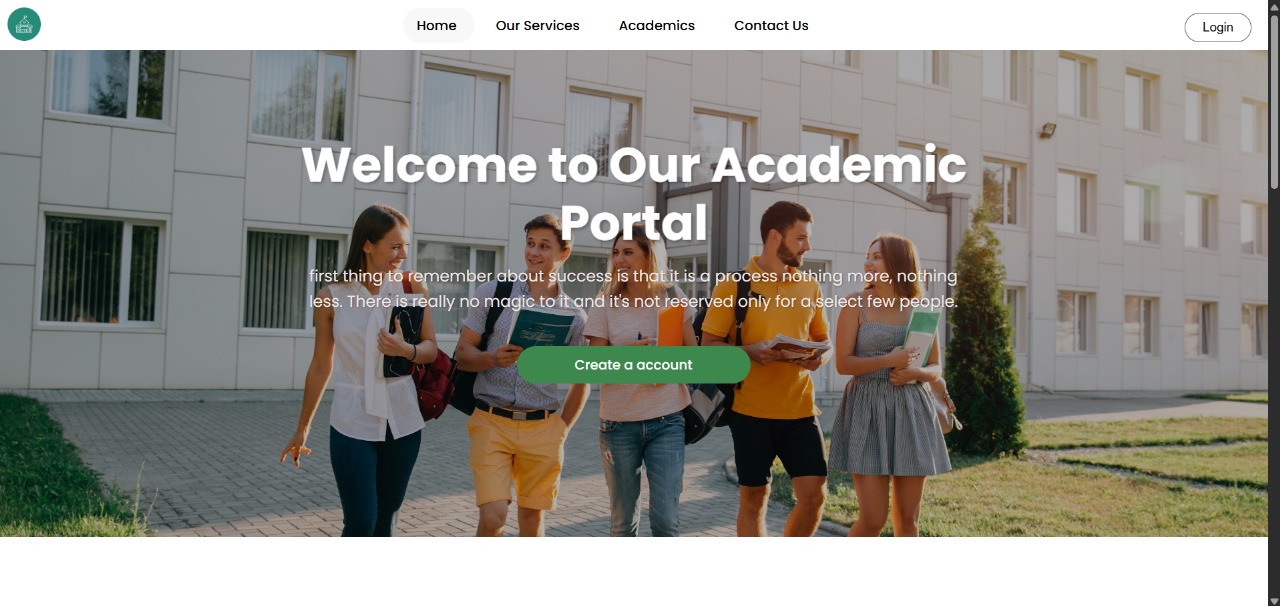 Home
Our Services
Academics
Contact Us
Login
Welcome to Our Academic
Portal
first thing to remember about success is that it is a process nothing more, nothing
less. There is really no magic to it and it's not reserved only for a select few people.
Create a account